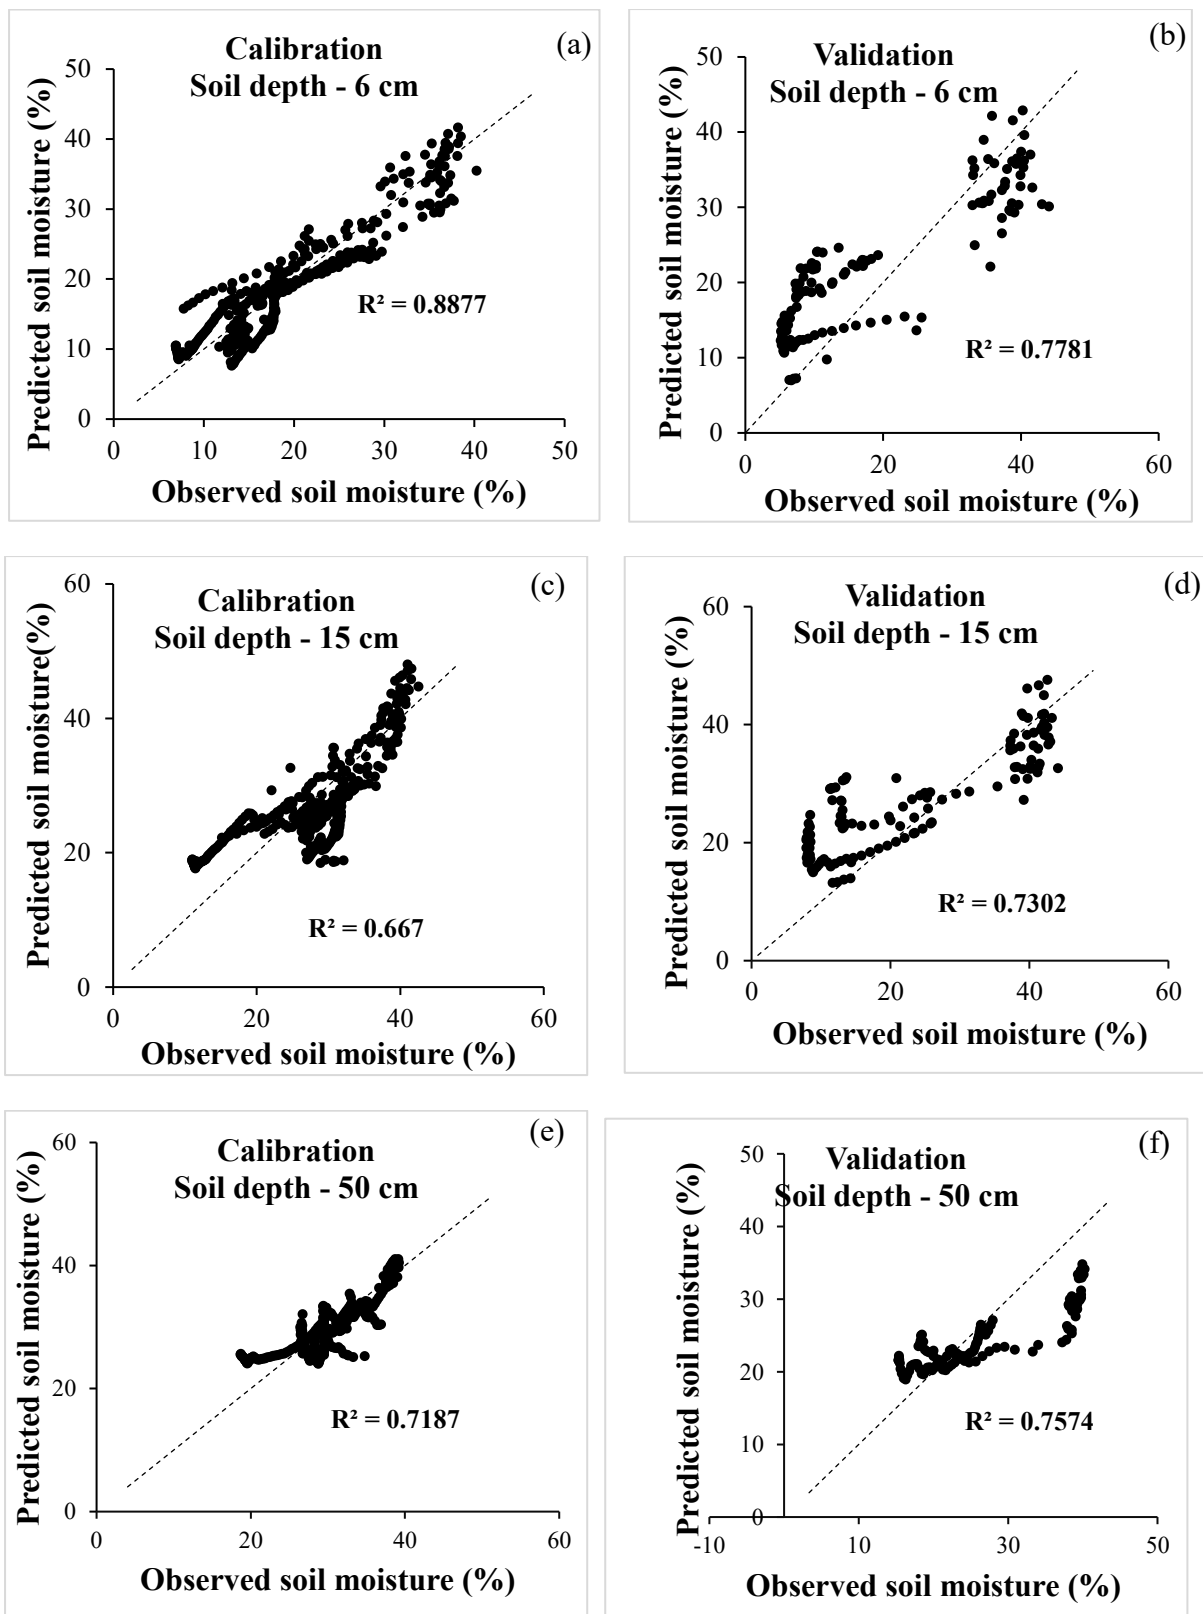 (a)
Calibration
Soil depth - 6 cm
Predicted soil moisture (%)
50
40
30
20
10
0
R² = 0.8877
0 10 20 30 40 50
Observed soil moisture (%)
(b)
Validation
Soil depth - 6 cm
Predicted soil moisture (%)
50
40
30
20
10
0
R² = 0.7781
0 20 40 60
Observed soil moisture (%)
(c)
Calibration
Soil depth - 15 cm
Predicted soil moisture(%)
60
40
20
0
R² = 0.667
0 20 40 60
Observed soil moisture (%)
(d)
Validation
Soil depth - 15 cm
Predicted soil moisture (%)
60
40
20
0
R² = 0.7302
0 20 40 60
Observed soil moisture (%)
(e)
Calibration
Soil depth - 50 cm
Predicted soil moisture (%)
60
40
20
0
R² = 0.7187
0 20 40 60
Observed soil moisture (%)
(f)
Validation
Soil depth - 50 cm
Predicted soil moisture (%)
50
40
30
20
10
0
R² = 0.7574
-10 10 30 50
Observed soil moisture (%)